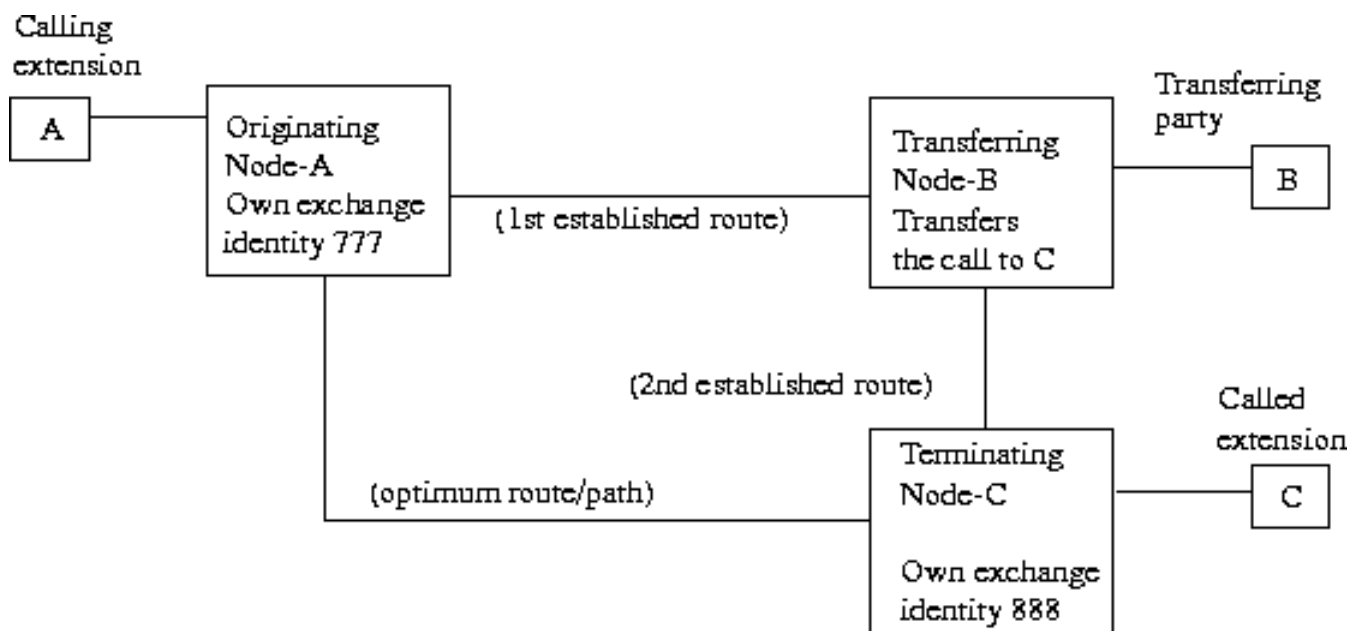 Calling
extension
A
Originating
Node-A
Own exchange
identity 777
(1st established route)
Transferring
Node-B
Transfers
the call to C
Transferring
party
B
(2nd established route)
(optimum route/path)
Terminating
Node-C
Own exchange
identity 888
Called
extension
C